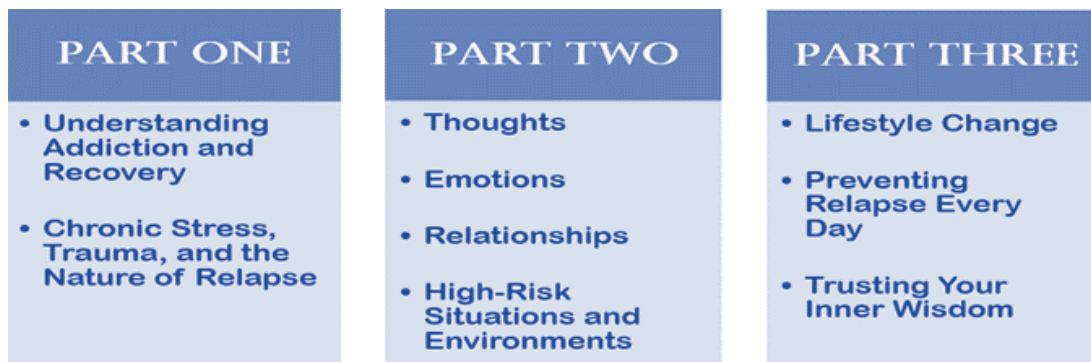 PART ONE
• Understanding
Addiction and
Recovery
• Chronic Stress,
Trauma, and the
Nature of Relapse
PART TWO
• Thoughts
• Emotions
• Relationships
• High-Risk
Situations and
Environments
PART THREE
• Lifestyle Change
• Preventing
Relapse Every
Day
• Trusting Your
Inner Wisdom